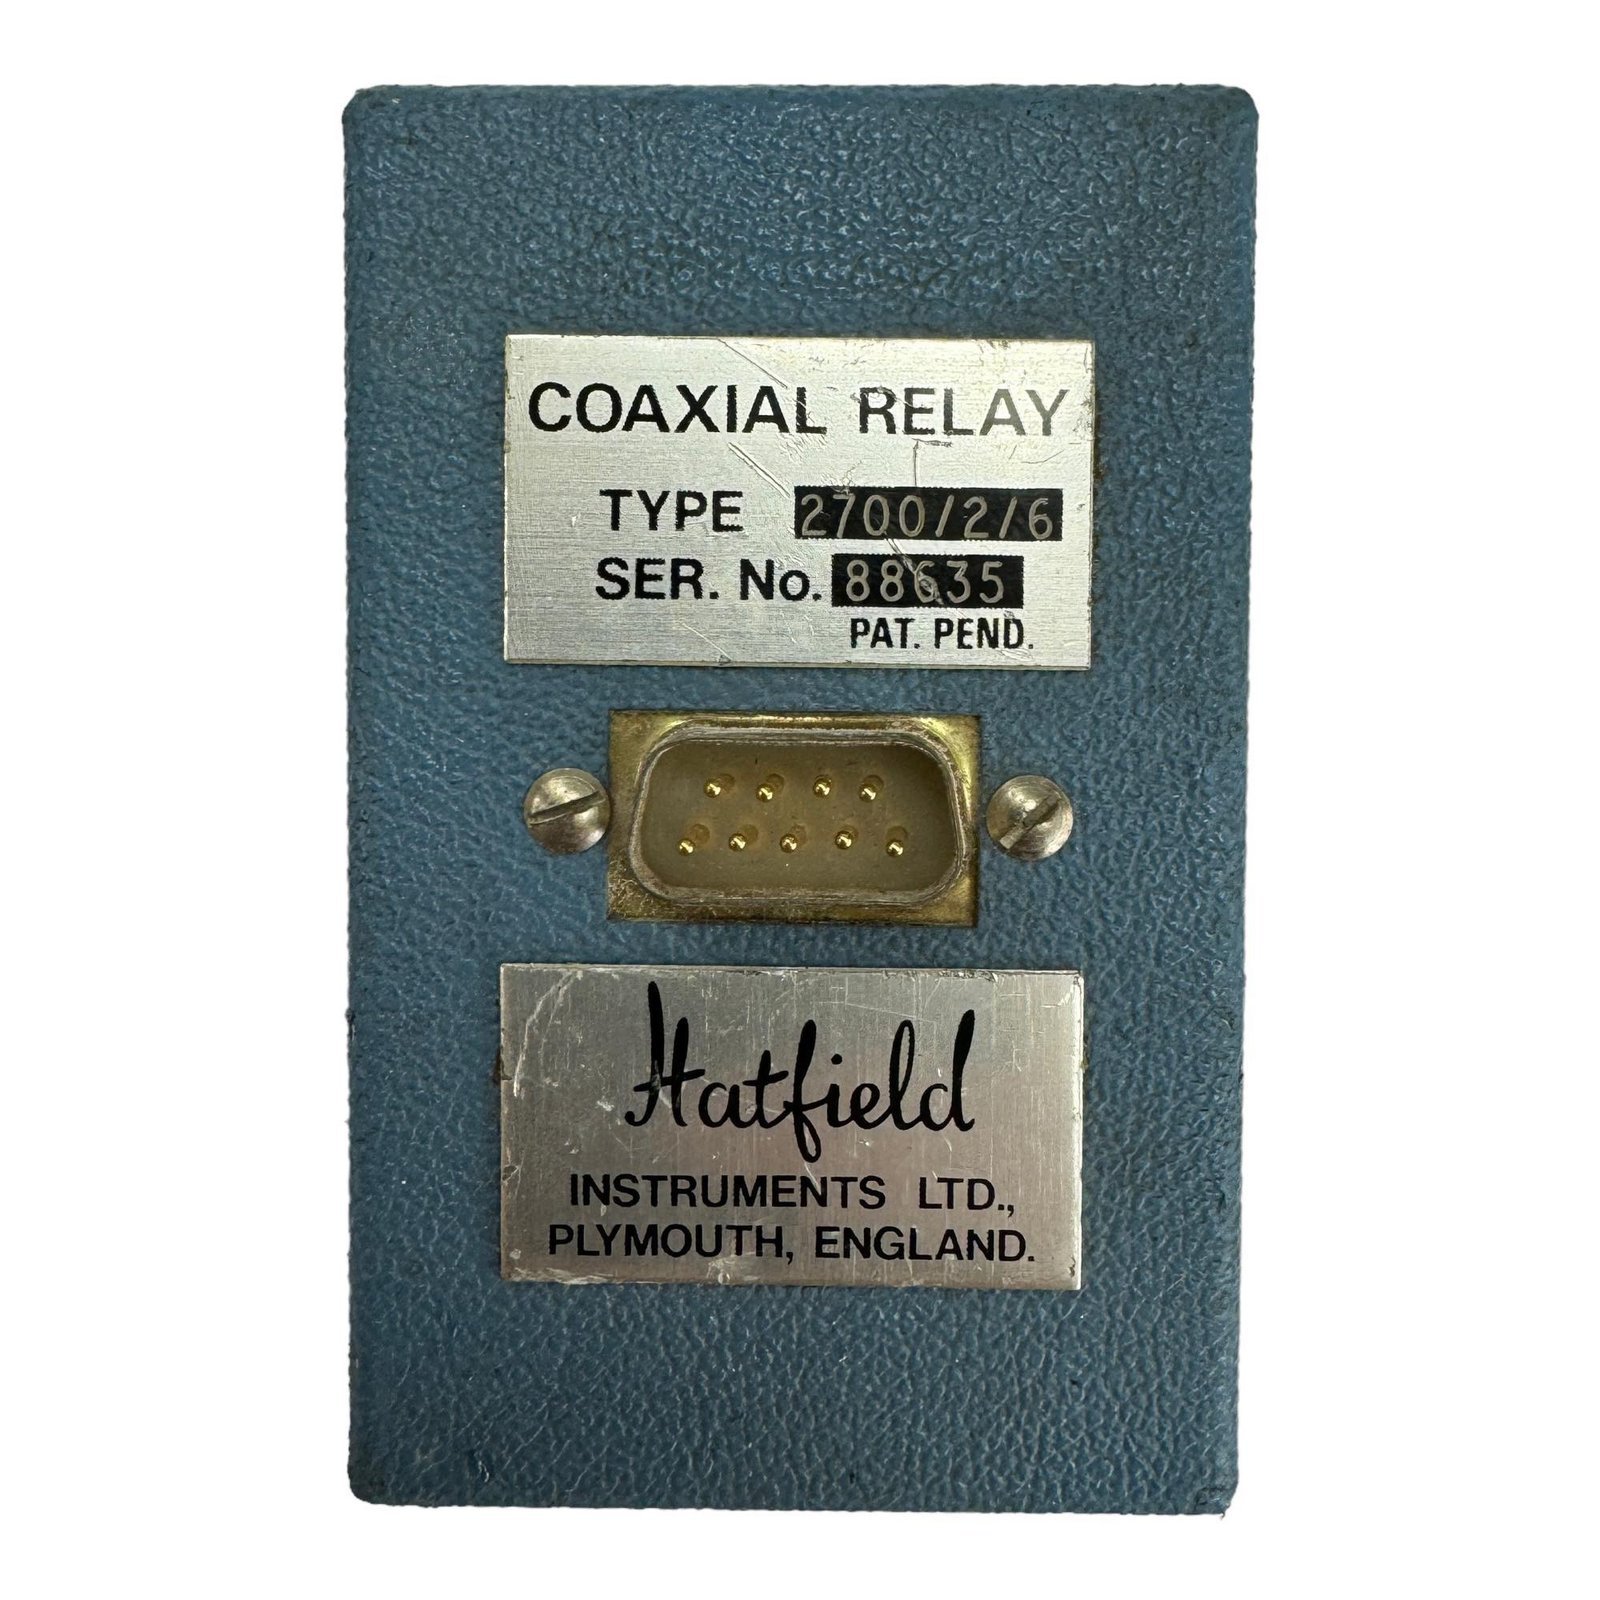 COAXIAL RELAY
TYPE 2700/2/6
SER. No. 88635
PAT. PEND.
Hatfield
INSTRUMENTS LTD.,
PLYMOUTH, ENGLAND.